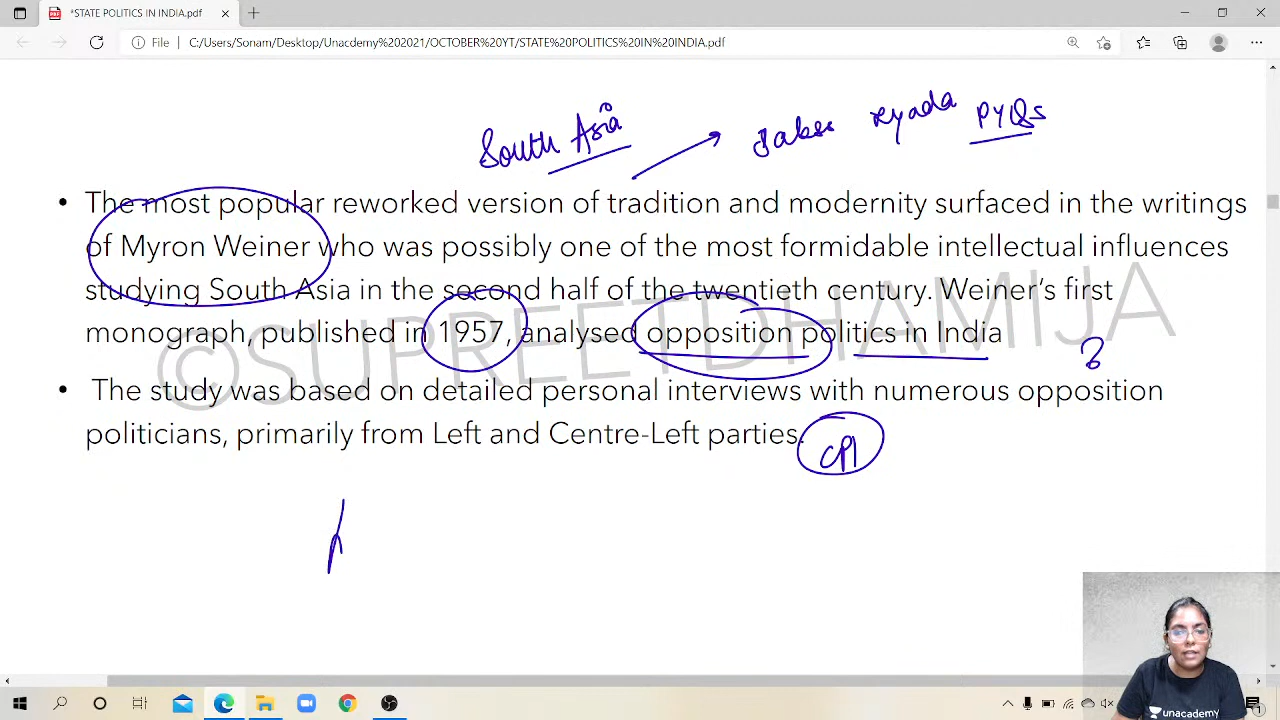 *STATE POLITICS IN INDIA.pdf
File C:/Users/Sonam/Desktop/Unacdemy%202021/OCTOBER%20YT/STATE%20POLITICS%20IN%20INDIA.pdf
South Asia sabse zyada PYQs
• The most popular reworked version of tradition and modernity surfaced in the writings
of Myron Weiner who was possibly one of the most formidable intellectual influences
studying South Asia in the second half of the twentieth century. Weiner's first
monograph, published in 1957, analysed opposition politics in India
• The study was based on detailed personal interviews with numerous opposition
politicians, primarily from Left and Centre-Left parties.
CPI
©SUPREETDHAMIJA
unacademy